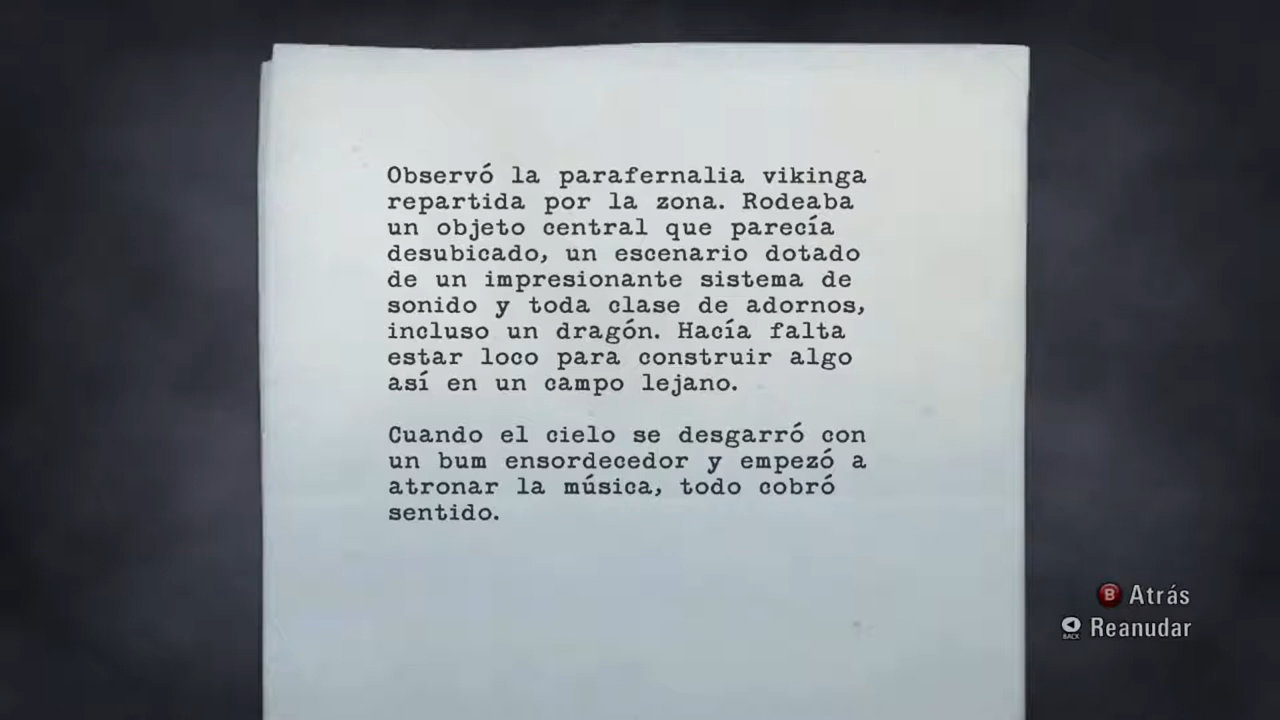 Observó la parafernalia vikinga
repartida por la zona. Rodeaba
un objeto central que parecía
desubicado, un escenario dotado
de un impresionante sistema de
sonido y toda clase de adornos,
incluso un dragón. Hacía falta
estar loco para construir algo
así en un campo lejano.
Cuando el cielo se desgarró con
un bum ensordecedor y empezó a
atronar la música, todo cobró
sentido.
B Atrás
BACK Reanudar